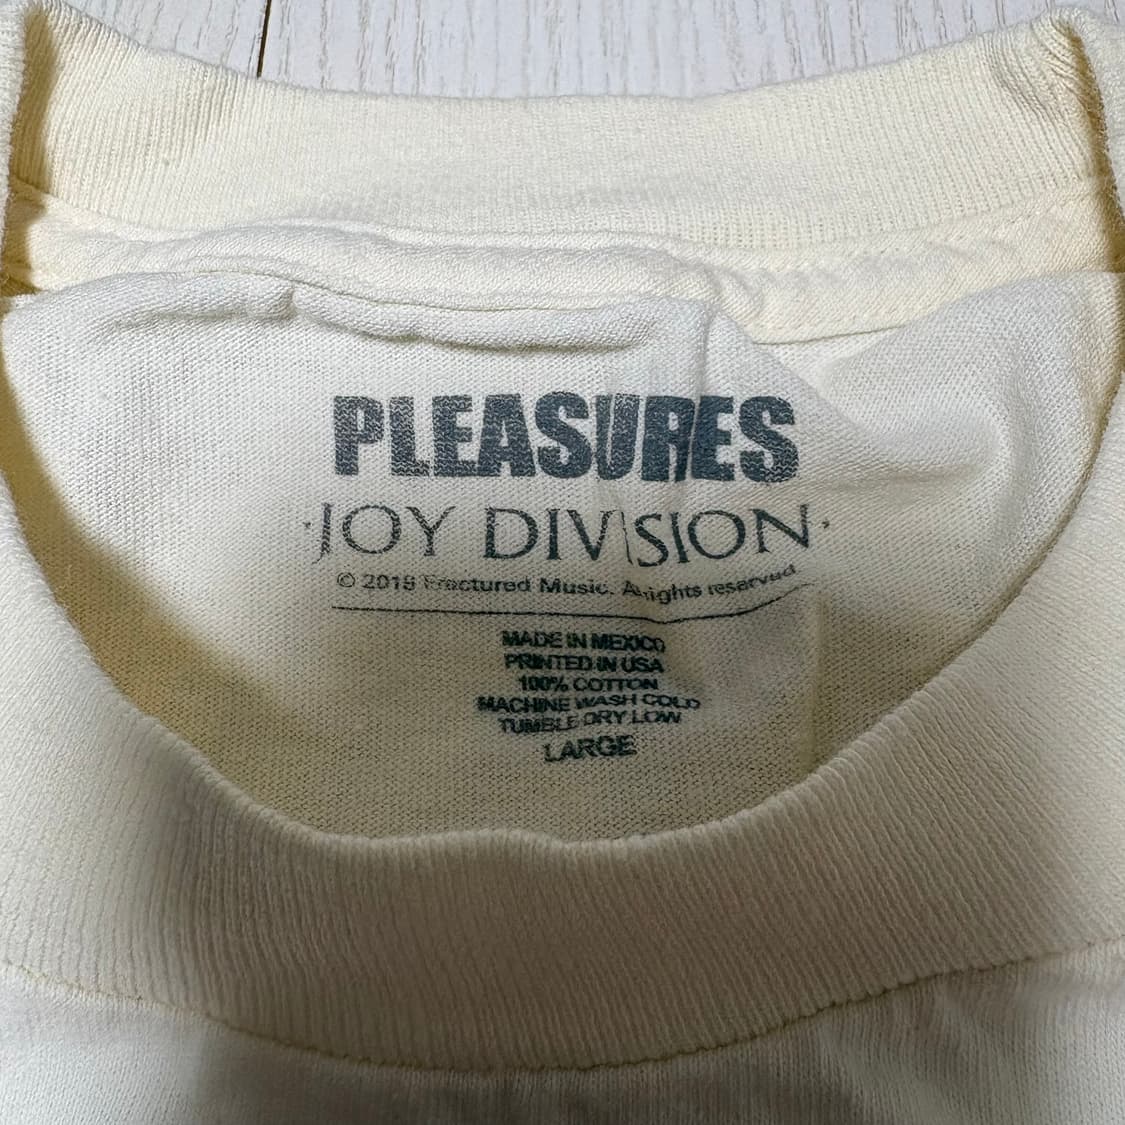 PLEASURES
·JOY DIVISION·
© 2018 Fractured Music. All rights reserved
MADE IN MEXICO
PRINTED IN USA
100% COTTON
MACHINE WASH COLD
TUMBLE DRY LOW
LARGE